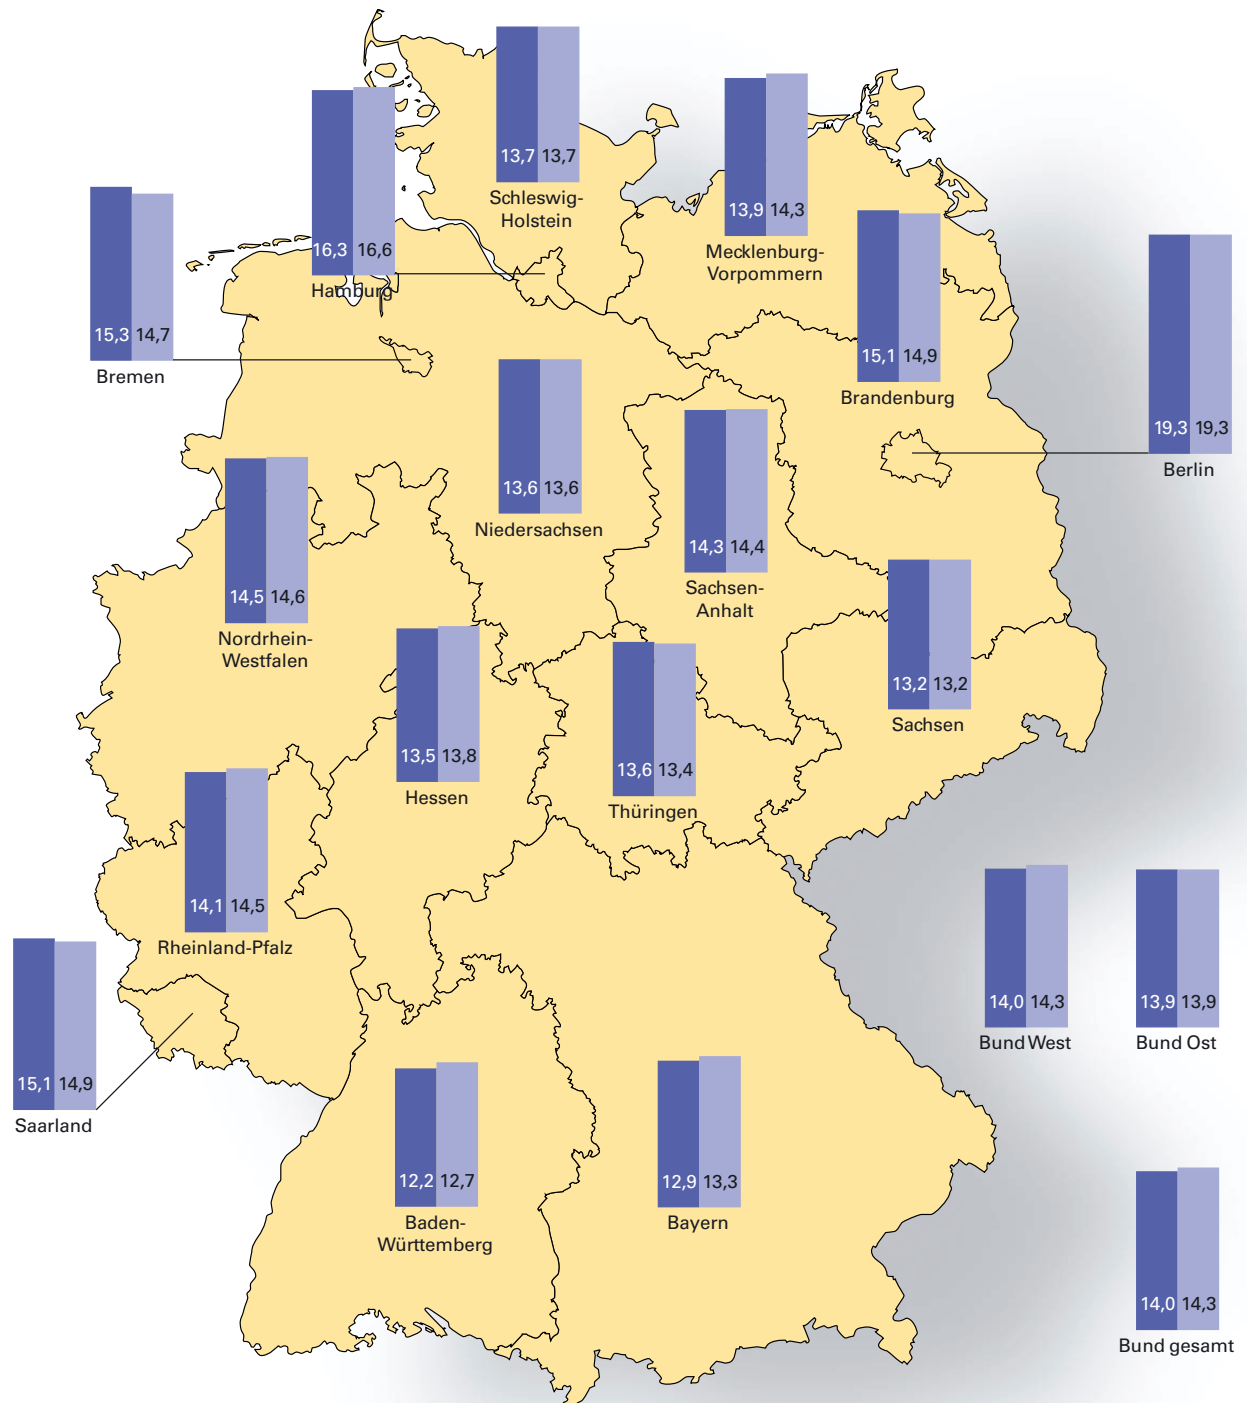 13,7 13,7
Schleswig-
Holstein
16,3 16,6
Hamburg
13,9 14,3
Mecklenburg-
Vorpommern
15,3 14,7
Bremen
15,1 14,9
Brandenburg
19,3 19,3
Berlin
13,6 13,6
Niedersachsen
14,3 14,4
Sachsen-
Anhalt
14,5 14,6
Nordrhein-
Westfalen
13,2 13,2
Sachsen
13,5 13,8
Hessen
13,6 13,4
Thüringen
14,1 14,5
Rheinland-Pfalz
14,0 14,3
Bund West
13,9 13,9
Bund Ost
15,1 14,9
Saarland
12,2 12,7
Baden-
Württemberg
12,9 13,3
Bayern
14,0 14,3
Bund gesamt